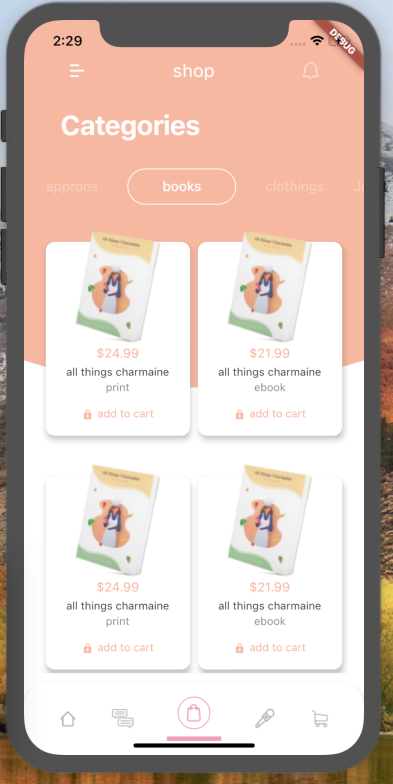 2:29
DEBUG
shop
Categories
approns books clothings
All Things Charmaine
All Things Charmaine
$24.99 $21.99
all things charmaine all things charmaine
print ebook
add to cart add to cart
All Things Charmaine
All Things Charmaine
$24.99 $21.99
all things charmaine all things charmaine
print ebook
add to cart add to cart